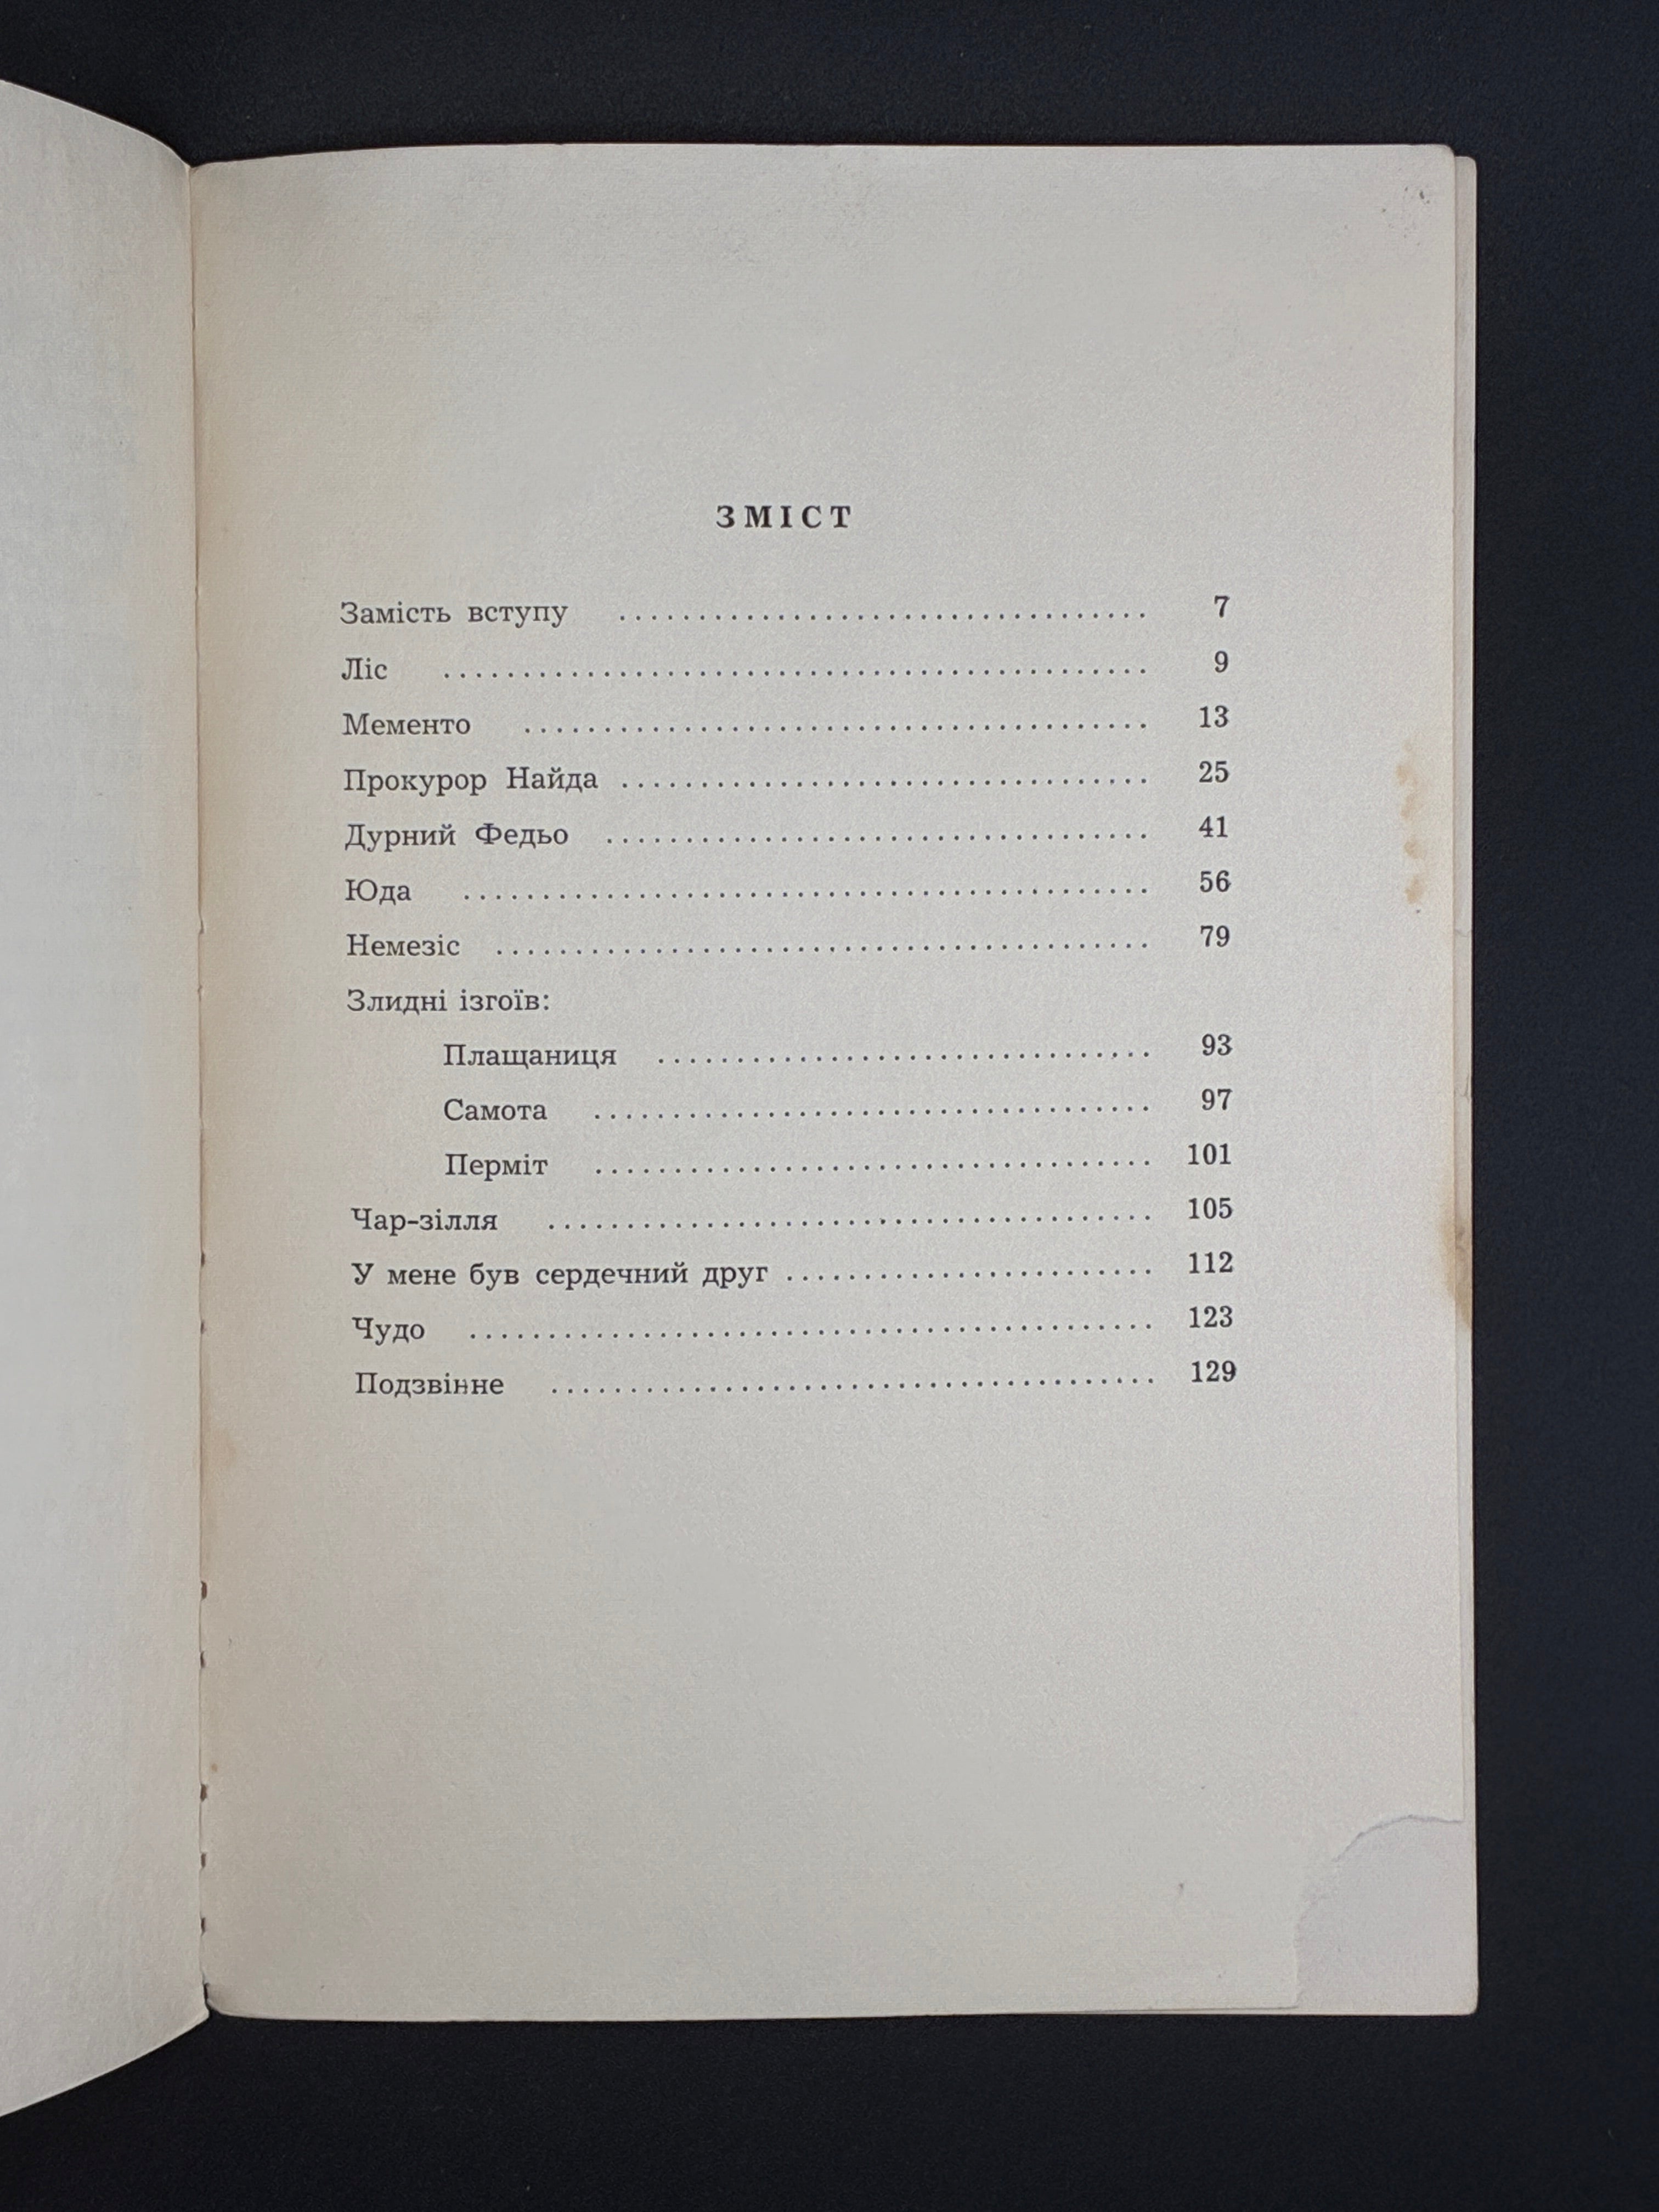 ЗМІСТ
Замість вступу .................................. 7
Ліс ............................................. 9
Мементо ........................................ 13
Прокурор Найда .................................. 25
Дурний Федьо ................................... 41
Юда ............................................ 56
Немезіс ......................................... 79
Злидні ізгоїв:
Плащаниця ................................ 93
Самота .................................... 97
Перміт .................................... 101
Чар-зілля ....................................... 105
У мене був сердечний друг ........................ 112
Чудо ............................................ 123
Подзвінне ....................................... 129